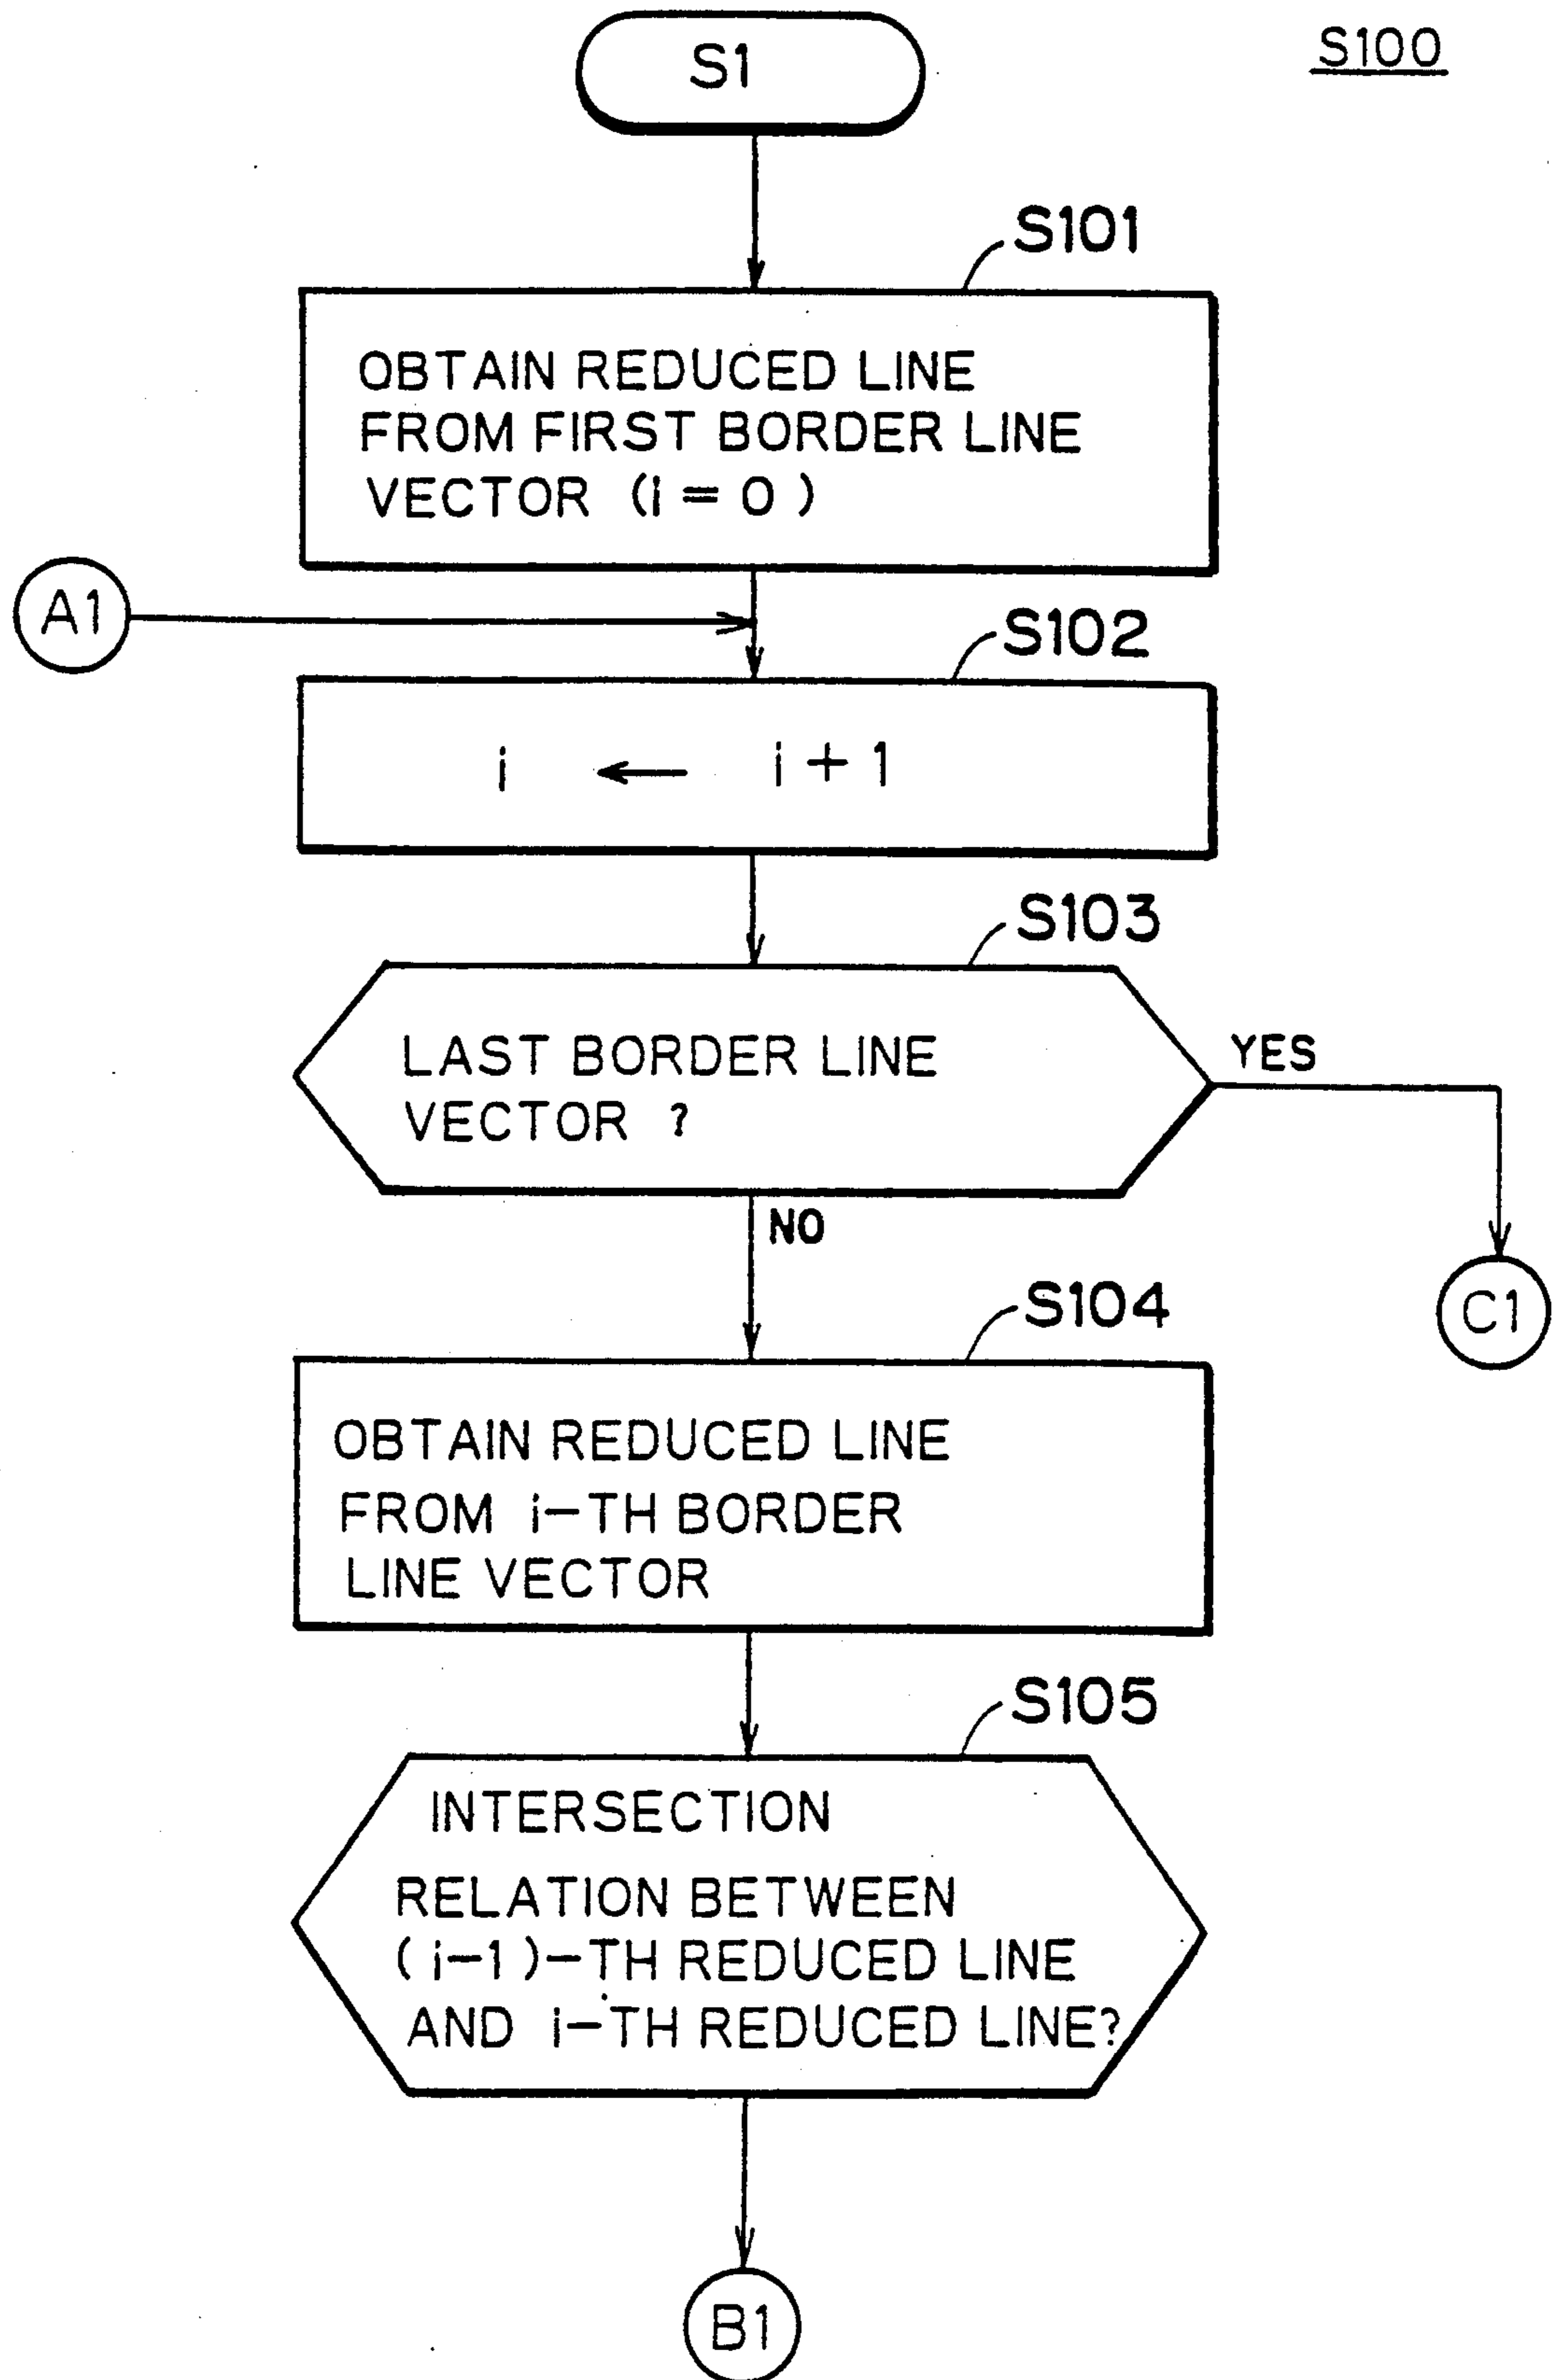 S1
S100
S101
OBTAIN REDUCED LINE
FROM FIRST BORDER LINE
VECTOR (i = 0)
A1
S102
i ← i + 1
S103
LAST BORDER LINE
VECTOR ?
YES
NO
C1
S104
OBTAIN REDUCED LINE
FROM i-TH BORDER
LINE VECTOR
S105
INTERSECTION
RELATION BETWEEN
(i-1)-TH REDUCED LINE
AND i-TH REDUCED LINE?
B1